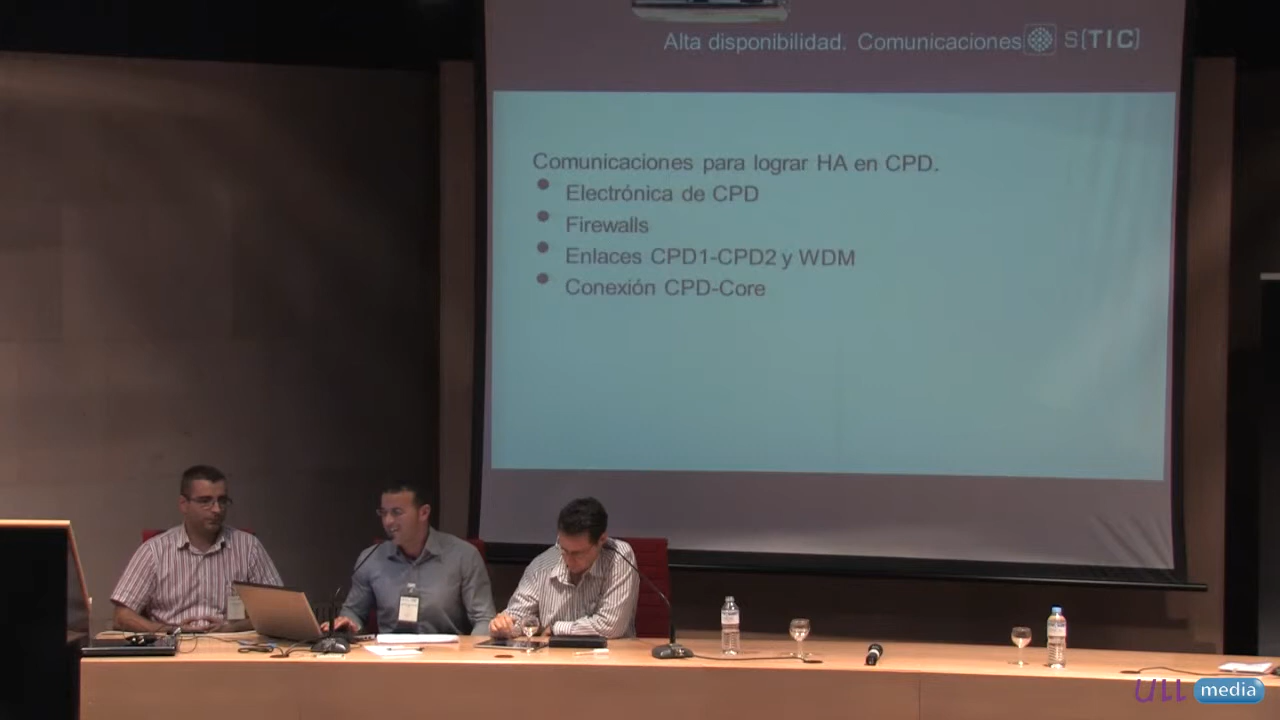 Alta disponibilidad. Comunicaciones S[TIC]
Comunicaciones para lograr HA en CPD.
Electrónica de CPD
Firewalls
Enlaces CPD1-CPD2 y WDM
Conexión CPD-Core
ULL media